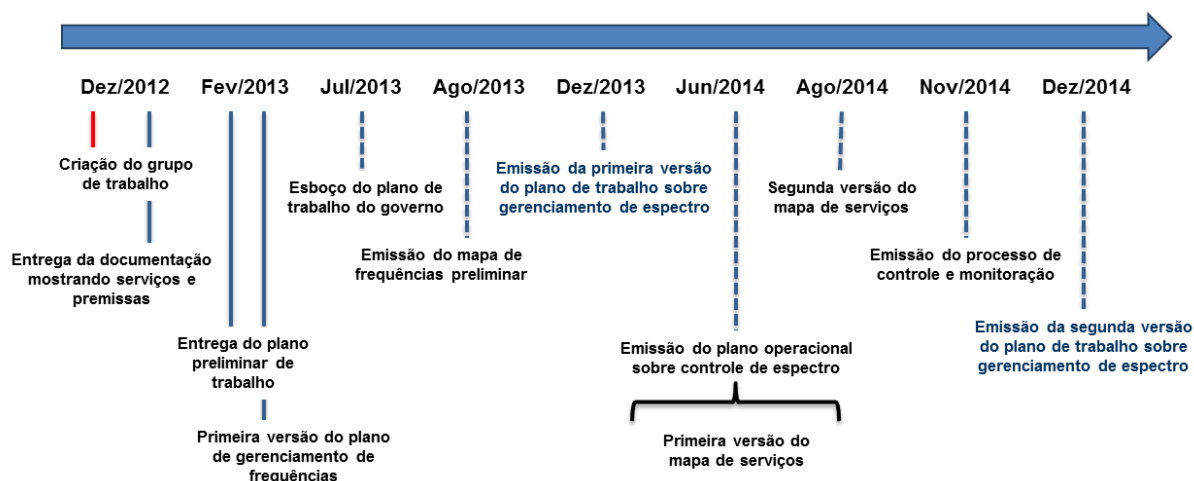 Dez/2012 Fev/2013 Jul/2013 Ago/2013 Dez/2013 Jun/2014 Ago/2014 Nov/2014 Dez/2014
Criação do grupo
de trabalho
Entrega da documentação
mostrando serviços e
premissas
Entrega do plano
preliminar de
trabalho
Primeira versão do plano
de gerenciamento de
frequências
Esboço do plano de
trabalho do governo
Emissão do mapa de
frequências preliminar
Emissão da primeira versão
do plano de trabalho sobre
gerenciamento de espectro
Emissão do plano operacional
sobre controle de espectro
Primeira versão do
mapa de serviços
Segunda versão do
mapa de serviços
Emissão do processo de
controle e monitoração
Emissão da segunda versão
do plano de trabalho sobre
gerenciamento de espectro